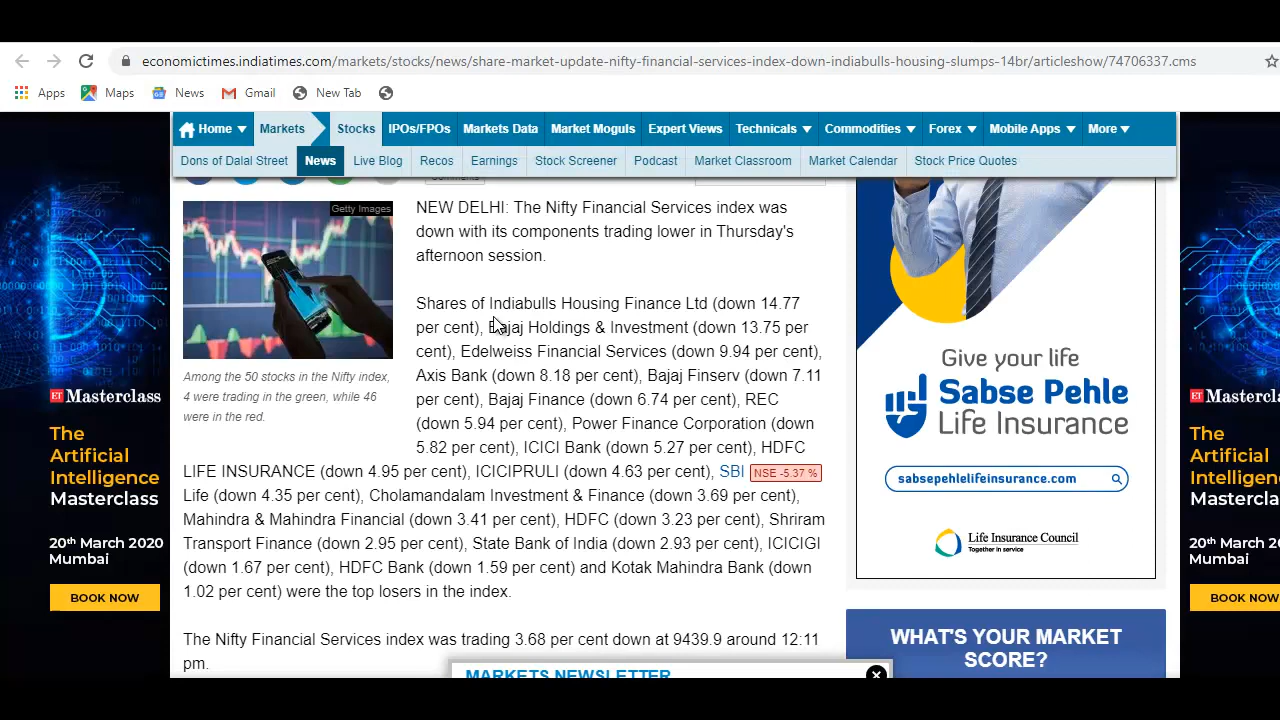 economictimes.indiatimes.com/markets/stocks/news/share-market-update-nifty-financial-services-index-down-indiabulls-housing-slumps-14br/articleshow/74706337.cms
Apps Maps News Gmail New Tab
Home Markets Stocks IPOs/FPOs Markets Data Market Moguls Expert Views Technicals Commodities Forex Mobile Apps More
Dons of Dalal Street News Live Blog Recos Earnings Stock Screener Podcast Market Classroom Market Calendar Stock Price Quotes
Getty Images
Among the 50 stocks in the Nifty index,
4 were trading in the green, while 46
were in the red.
NEW DELHI: The Nifty Financial Services index was
down with its components trading lower in Thursday's
afternoon session.
Shares of Indiabulls Housing Finance Ltd (down 14.77
per cent), Bajaj Holdings & Investment (down 13.75 per
cent), Edelweiss Financial Services (down 9.94 per cent),
Axis Bank (down 8.18 per cent), Bajaj Finserv (down 7.11
per cent), Bajaj Finance (down 6.74 per cent), REC
(down 5.94 per cent), Power Finance Corporation (down
5.82 per cent), ICICI Bank (down 5.27 per cent), HDFC
LIFE INSURANCE (down 4.95 per cent), ICICIPRULI (down 4.63 per cent), SBI NSE -5.37 %
Life (down 4.35 per cent), Cholamandalam Investment & Finance (down 3.69 per cent),
Mahindra & Mahindra Financial (down 3.41 per cent), HDFC (down 3.23 per cent), Shriram
Transport Finance (down 2.95 per cent), State Bank of India (down 2.93 per cent), ICICIGI
(down 1.67 per cent), HDFC Bank (down 1.59 per cent) and Kotak Mahindra Bank (down
1.02 per cent) were the top losers in the index.
The Nifty Financial Services index was trading 3.68 per cent down at 9439.9 around 12:11
pm.
MARKETS NEWSLETTER
ET Masterclass
The
Artificial
Intelligence
Masterclass
20th March 2020
Mumbai
BOOK NOW
Give your life
Sabse Pehle
Life Insurance
sabsepehlelifeinsurance.com
Life Insurance Council
Together in service
WHAT'S YOUR MARKET
SCORE?
ET Masterclas
The
Artificial
Intelligen
Mastercla
20th March 20
Mumbai
BOOK NOW